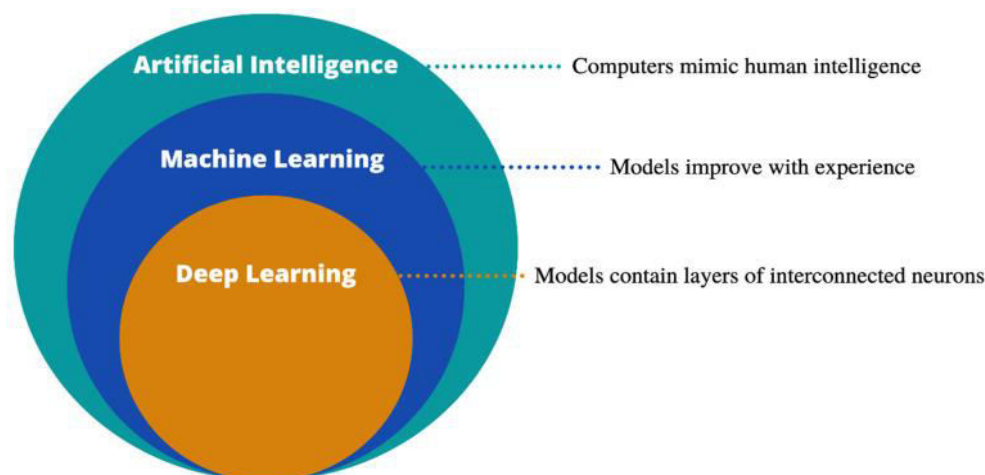 Artificial Intelligence
Computers mimic human intelligence
Machine Learning
Models improve with experience
Deep Learning
Models contain layers of interconnected neurons